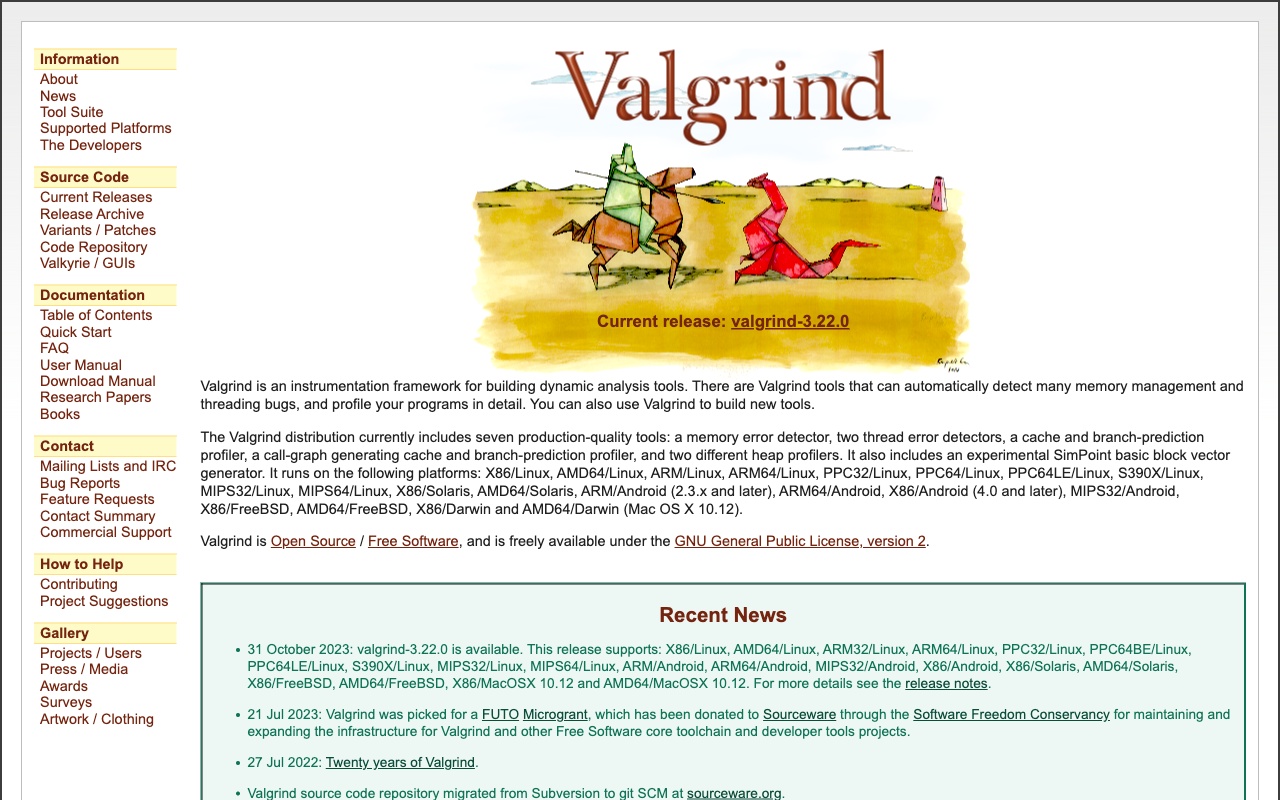 Information
About
News
Tool Suite
Supported Platforms
The Developers
Source Code
Current Releases
Release Archive
Variants / Patches
Code Repository
Valkyrie / GUIs
Documentation
Table of Contents
Quick Start
FAQ
User Manual
Download Manual
Research Papers
Books
Contact
Mailing Lists and IRC
Bug Reports
Feature Requests
Contact Summary
Commercial Support
How to Help
Contributing
Project Suggestions
Gallery
Projects / Users
Press / Media
Awards
Surveys
Artwork / Clothing
Valgrind
Current release: valgrind-3.22.0
Valgrind is an instrumentation framework for building dynamic analysis tools. There are Valgrind tools that can automatically detect many memory management and
threading bugs, and profile your programs in detail. You can also use Valgrind to build new tools.
The Valgrind distribution currently includes seven production-quality tools: a memory error detector, two thread error detectors, a cache and branch-prediction
profiler, a call-graph generating cache and branch-prediction profiler, and two different heap profilers. It also includes an experimental SimPoint basic block vector
generator. It runs on the following platforms: X86/Linux, AMD64/Linux, ARM/Linux, ARM64/Linux, PPC32/Linux, PPC64/Linux, PPC64LE/Linux, S390X/Linux,
MIPS32/Linux, MIPS64/Linux, X86/Solaris, AMD64/Solaris, ARM/Android (2.3.x and later), ARM64/Android, X86/Android (4.0 and later), MIPS32/Android,
X86/FreeBSD, AMD64/FreeBSD, X86/Darwin and AMD64/Darwin (Mac OS X 10.12).
Valgrind is Open Source / Free Software, and is freely available under the GNU General Public License, version 2.
Recent News
• 31 October 2023: valgrind-3.22.0 is available. This release supports: X86/Linux, AMD64/Linux, ARM32/Linux, ARM64/Linux, PPC32/Linux, PPC64BE/Linux,
PPC64LE/Linux, S390X/Linux, MIPS32/Linux, MIPS64/Linux, ARM/Android, ARM64/Android, MIPS32/Android, X86/Android, X86/Solaris, AMD64/Solaris,
X86/FreeBSD, AMD64/FreeBSD, X86/MacOSX 10.12 and AMD64/MacOSX 10.12. For more details see the release notes.
• 21 Jul 2023: Valgrind was picked for a FUTO Microgrant, which has been donated to Sourceware through the Software Freedom Conservancy for maintaining and
expanding the infrastructure for Valgrind and other Free Software core toolchain and developer tools projects.
• 27 Jul 2022: Twenty years of Valgrind.
• Valgrind source code repository migrated from Subversion to git SCM at sourceware.org.